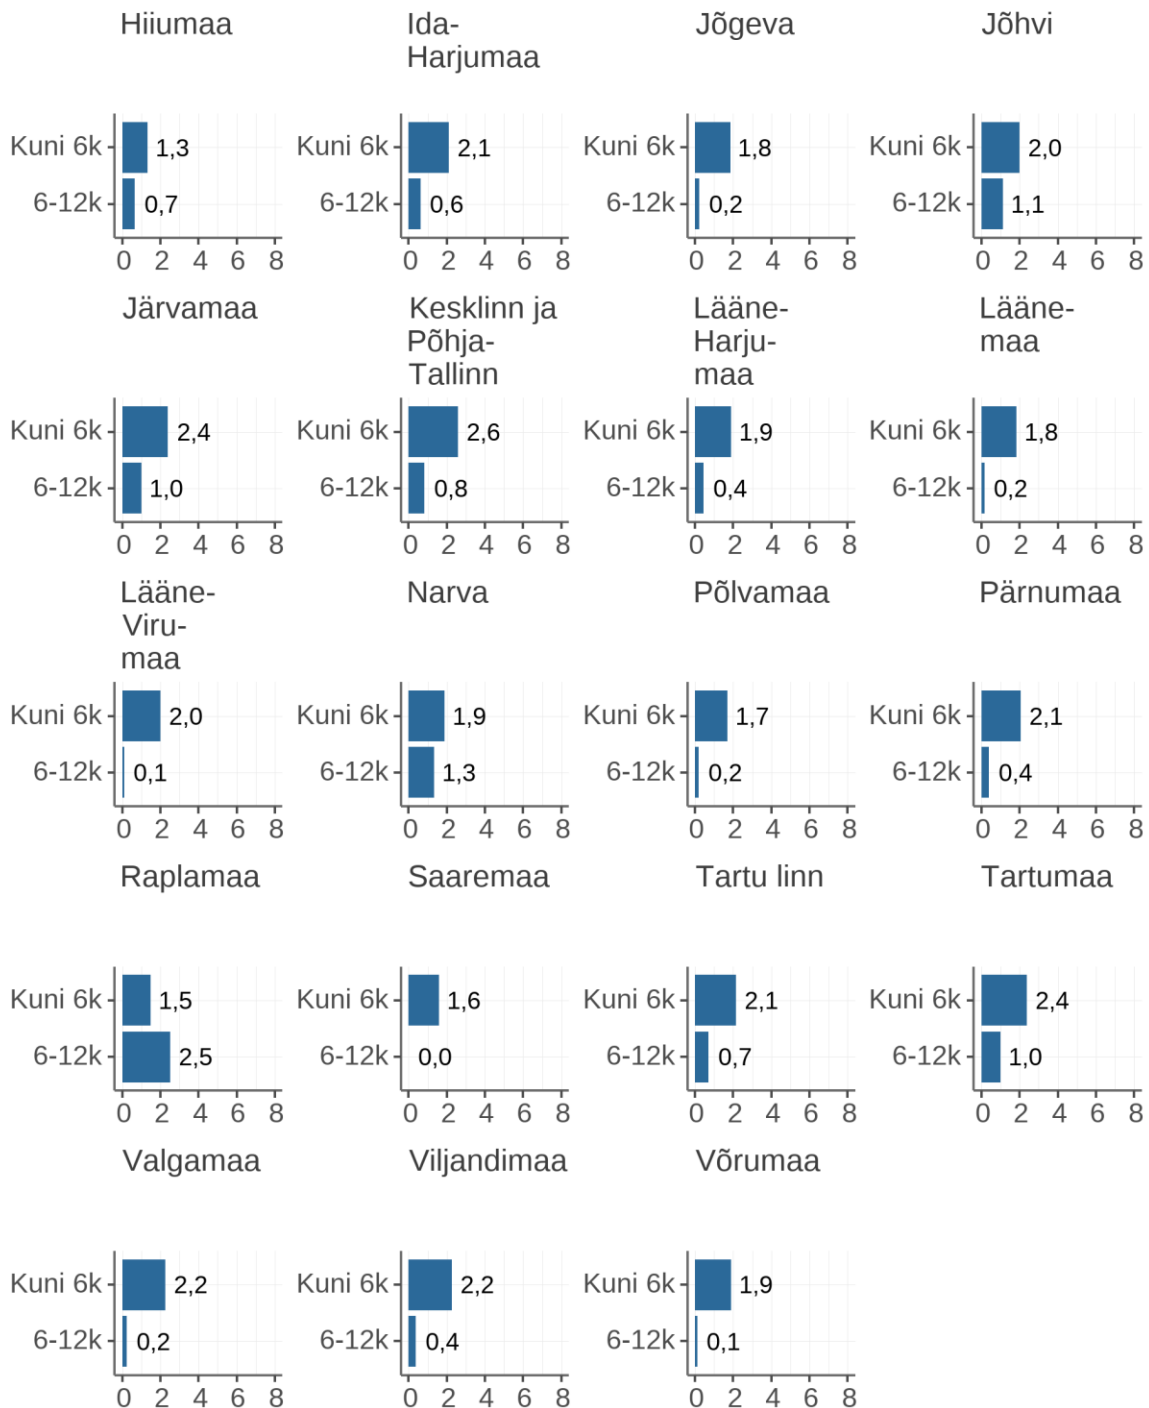 Hiiumaa
Ida-
Harjumaa
Jõgeva
Jõhvi
Kuni 6k
1,3
6-12k
0,7
0 2 4 6 8
Kuni 6k
2,1
6-12k
0,6
0 2 4 6 8
Kuni 6k
1,8
6-12k
0,2
0 2 4 6 8
Kuni 6k
2,0
6-12k
1,1
0 2 4 6 8
Järvamaa
Kesklinn ja
Põhja-
Tallinn
Lääne-
Harju-
maa
Lääne-
maa
Kuni 6k
2,4
6-12k
1,0
0 2 4 6 8
Kuni 6k
2,6
6-12k
0,8
0 2 4 6 8
Kuni 6k
1,9
6-12k
0,4
0 2 4 6 8
Kuni 6k
1,8
6-12k
0,2
0 2 4 6 8
Lääne-
Viru-
maa
Narva
Põlvamaa
Pärnumaa
Kuni 6k
2,0
6-12k
0,1
0 2 4 6 8
Kuni 6k
1,9
6-12k
1,3
0 2 4 6 8
Kuni 6k
1,7
6-12k
0,2
0 2 4 6 8
Kuni 6k
2,1
6-12k
0,4
0 2 4 6 8
Raplamaa
Saaremaa
Tartu linn
Tartumaa
Kuni 6k
1,5
6-12k
2,5
0 2 4 6 8
Kuni 6k
1,6
6-12k
0,0
0 2 4 6 8
Kuni 6k
2,1
6-12k
0,7
0 2 4 6 8
Kuni 6k
2,4
6-12k
1,0
0 2 4 6 8
Valgamaa
Viljandimaa
Võrumaa
Kuni 6k
2,2
6-12k
0,2
0 2 4 6 8
Kuni 6k
2,2
6-12k
0,4
0 2 4 6 8
Kuni 6k
1,9
6-12k
0,1
0 2 4 6 8